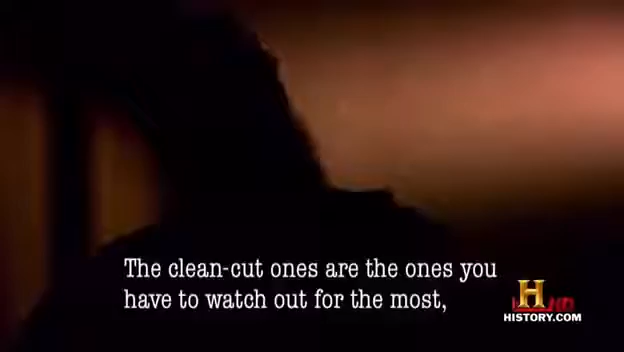 The clean-cut ones are the ones you
have to watch out for the most,
H
HISTORY.COM